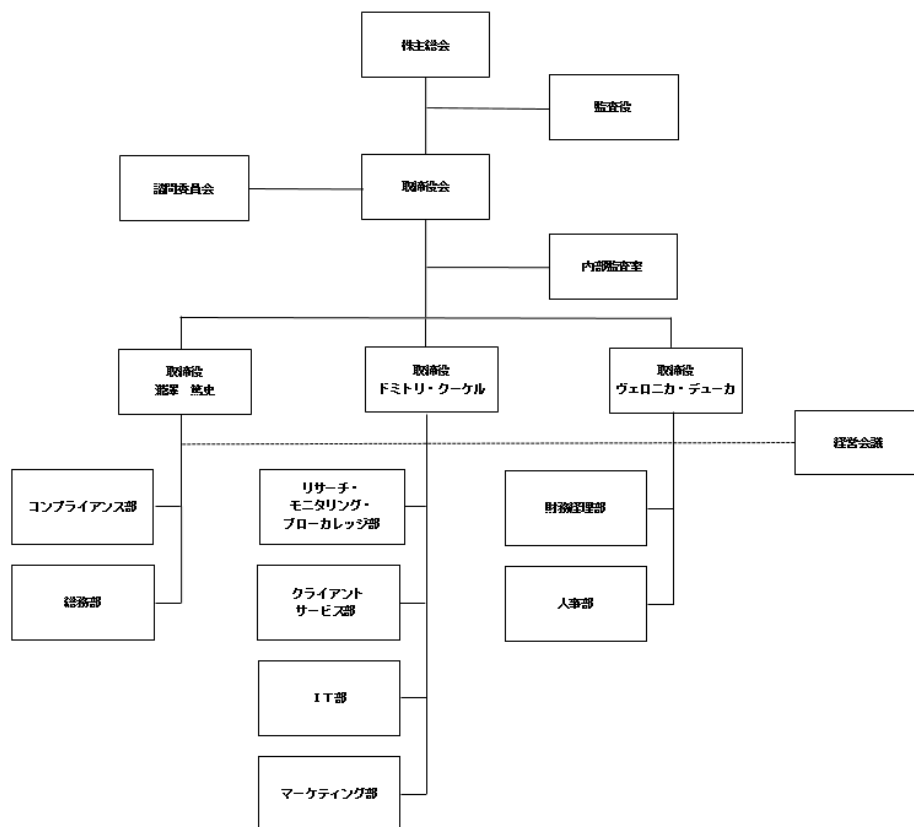 株主総会
監査役
取締役会
諮問委員会
内部監査室
取締役
瀧澤　篤史
取締役
ドミトリ・クーケル
取締役
ヴェロニカ・デューカ
経営会議
コンプライアンス部
リサーチ・
モニタリング・
ブローカレッジ部
財務経理部
総務部
クライアント
サービス部
人事部
ＩＴ部
マーケティング部